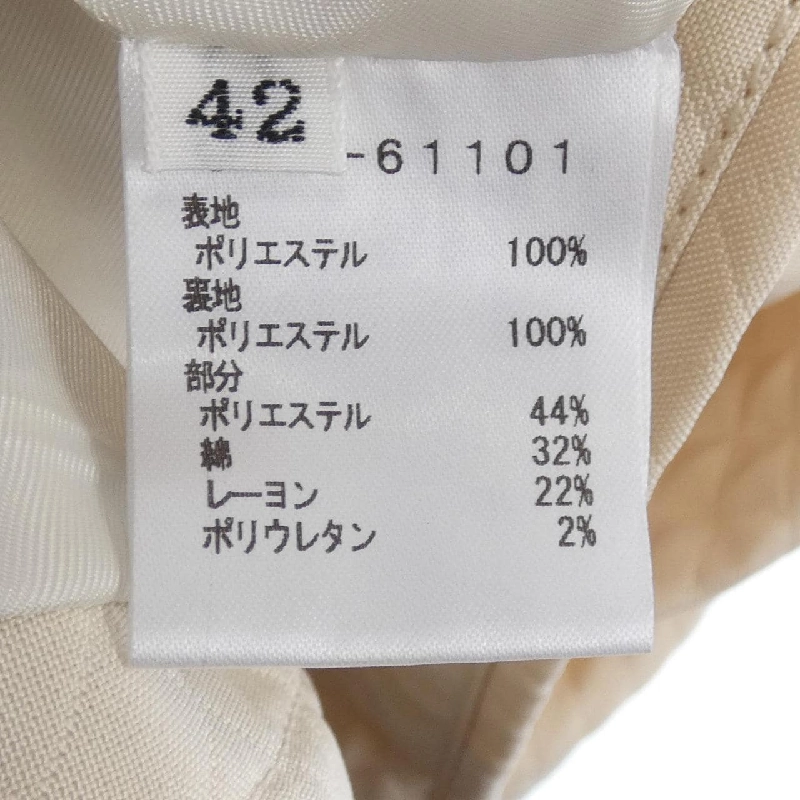 42
-61101
表地
ポリエステル 100%
裏地
ポリエステル 100%
部分
ポリエステル 44%
綿 32%
レーヨン 22%
ポリウレタン 2%